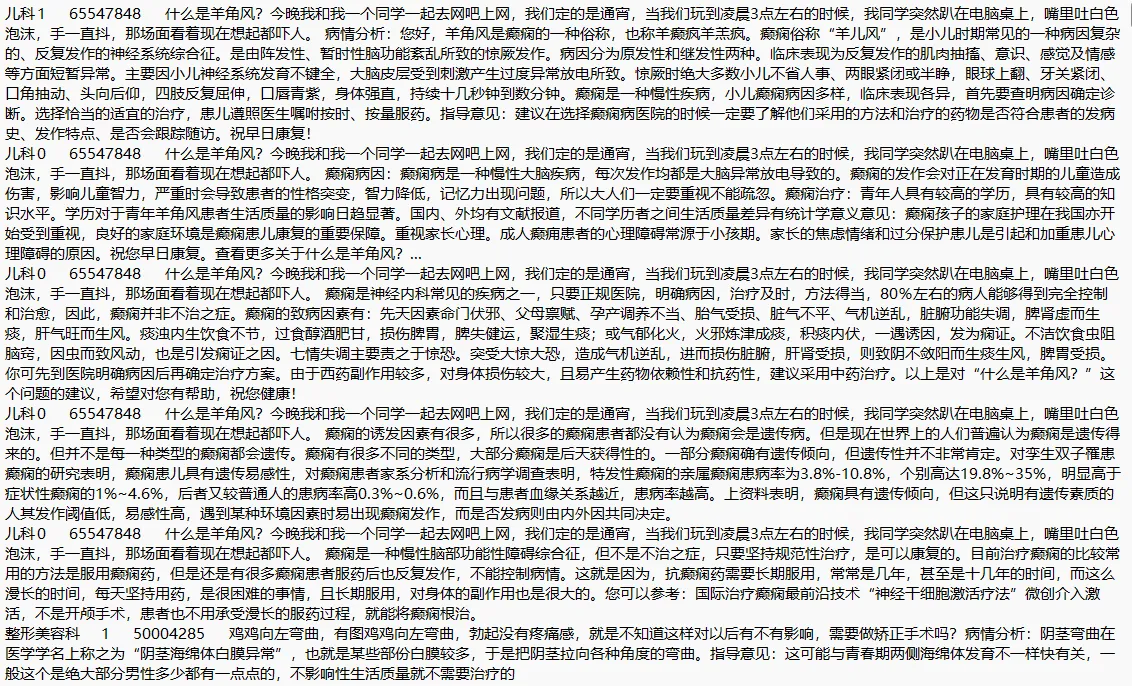 儿科1 65547848 什么是羊角风？今晚我和我一个同学一起去网吧上网，我们定的是通宵，当我们玩到凌晨3点左右的时候，我同学突然趴在电脑桌上，嘴里吐白色
泡沫，手一直抖，那场面看着现在想起都吓人。 病情分析：您好，羊角风是癫痫的一种俗称，也称羊癫疯羊羔疯。癫痫俗称“羊儿风”，是小儿时期常见的一种病因复杂
的、反复发作的神经系统综合征。是由阵发性、暂时性脑功能紊乱所致的惊厥发作。病因分为原发性和继发性两种。临床表现为反复发作的肌肉抽搐、意识、感觉及情感
等方面短暂异常。主要因小儿神经系统发育不健全，大脑皮层受到刺激产生过度异常放电所致。惊厥时绝大多数小儿不省人事、两眼紧闭或半睁，眼球上翻、牙关紧闭、
口角抽动、头向后仰，四肢反复屈伸，口唇青紫，身体强直，持续十几秒钟到数分钟。癫痫是一种慢性疾病，小儿癫痫病因多样，临床表现各异，首先要查明病因确定诊
断。选择恰当的适宜的治疗，患儿遵照医生嘱咐按时、按量服药。指导意见：建议在选择癫痫病医院的时候一定要了解他们采用的方法和治疗的药物是否符合患者的发病
史、发作特点、是否会跟踪随访。祝早日康复！
儿科0 65547848 什么是羊角风？今晚我和我一个同学一起去网吧上网，我们定的是通宵，当我们玩到凌晨3点左右的时候，我同学突然趴在电脑桌上，嘴里吐白色
泡沫，手一直抖，那场面看着现在想起都吓人。 癫痫病病因：癫痫病是一种慢性大脑疾病，每次发作均都是大脑异常放电导致的。癫痫的发作会对正在发育时期的儿童造成
伤害，影响儿童智力，严重时会导致患者的性格突变，智力降低，记忆力出现问题，所以大人们一定要重视不能疏忽。癫痫治疗：青年人具有较高的学历，具有较高的知
识水平。学历对于青年羊角风患者生活质量的影响日趋显著。国内、外均有文献报道，不同学历者之间生活质量差异有统计学意义意见：癫痫孩子的家庭护理在我国亦开
始受到重视，良好的家庭环境是癫痫患儿康复的重要保障。重视家长心理。成人癫痫患者的心理障碍常源于小孩期。家长的焦虑情绪和过分保护患儿是引起和加重患儿心
理障碍的原因。祝您早日康复。查看更多关于什么是羊角风？...
儿科0 65547848 什么是羊角风？今晚我和我一个同学一起去网吧上网，我们定的是通宵，当我们玩到凌晨3点左右的时候，我同学突然趴在电脑桌上，嘴里吐白色
泡沫，手一直抖，那场面看着现在想起都吓人。 癫痫是神经内科常见的疾病之一，只要正规医院，明确病因，治疗及时，方法得当，80%左右的病人能够得到完全控制
和治愈，因此，癫痫并非不治之症。癫痫的致病因素有：先天因素命门伏邪、父母禀赋、孕产调养不当、胎气受损、脏气不平、气机逆乱，脏腑功能失调，脾肾虚而生
痰，肝气旺而生风。痰浊内生饮食不节，过食醇酒肥甘，损伤脾胃，脾失健运，聚湿生痰；或气郁化火，火邪炼津成痰，积痰内伏，一遇诱因，发为痫证。不洁饮食虫阻
脑窍，因虫而致风动，也是引发痫证之因。七情失调主要责之于惊恐。突受大惊大恐，造成气机逆乱，进而损伤脏腑，肝肾受损，则致阴不敛阳而生痰生风，脾胃受损。
你可先到医院明确病因后再确定治疗方案。由于西药副作用较多，对身体损伤较大，且易产生药物依赖性和抗药性，建议采用中药治疗。以上是对“什么是羊角风？”这
个问题的建议，希望对您有帮助，祝您健康！
儿科0 65547848 什么是羊角风？今晚我和我一个同学一起去网吧上网，我们定的是通宵，当我们玩到凌晨3点左右的时候，我同学突然趴在电脑桌上，嘴里吐白色
泡沫，手一直抖，那场面看着现在想起都吓人。 癫痫的诱发因素有很多，所以很多的癫痫患者都没有认为癫痫会是遗传病。但是现在世界上的人们普遍认为癫痫是遗传得
来的。但并不是每一种类型的癫痫都会遗传。癫痫有很多不同的类型，大部分癫痫是后天获得性的。一部分癫痫确有遗传倾向，但遗传性并不非常肯定。对孪生双子罹患
癫痫的研究表明，癫痫患儿具有遗传易感性，对癫痫患者家系分析和流行病学调查表明，特发性癫痫的亲属癫痫患病率为3.8%-10.8%，个别高达19.8%~35%，明显高于
症状性癫痫的1%~4.6%，后者又较普通人的患病率高0.3%~0.6%，而且与患者血缘关系越近，患病率越高。上资料表明，癫痫具有遗传倾向，但这只说明有遗传素质的
人其发作阈值低，易感性高，遇到某种环境因素时易出现癫痫发作，而是否发病则由内外因共同决定。
儿科0 65547848 什么是羊角风？今晚我和我一个同学一起去网吧上网，我们定的是通宵，当我们玩到凌晨3点左右的时候，我同学突然趴在电脑桌上，嘴里吐白色
泡沫，手一直抖，那场面看着现在想起都吓人。 癫痫是一种慢性脑部功能性障碍综合征，但不是不治之症，只要坚持规范性治疗，是可以康复的。目前治疗癫痫的比较常
用的方法是服用癫痫药，但是还是有很多癫痫患者服药后也反复发作，不能控制病情。这就是因为，抗癫痫药需要长期服用，常常是几年，甚至是十几年的时间，而这么
漫长的时间，每天坚持用药，是很困难的事情，且长期服用，对身体的副作用也是很大的。您可以参考：国际治疗癫痫最前沿技术“神经干细胞激活疗法”微创介入激
活，不是开颅手术，患者也不用承受漫长的服药过程，就能将癫痫根治。
整形美容科 1 50004285 鸡鸡向左弯曲，有图鸡鸡向左弯曲，勃起没有疼痛感，就是不知道这样对以后有不有影响，需要做矫正手术吗？病情分析：阴茎弯曲在
医学学名上称之为“阴茎海绵体白膜异常”，也就是某些部份白膜较多，于是把阴茎拉向各种角度的弯曲。指导意见：这可能与青春期两侧海绵体发育不一样快有关，一
般这个是绝大部分男性多少都有一点点的，不影响性生活质量就不需要治疗的